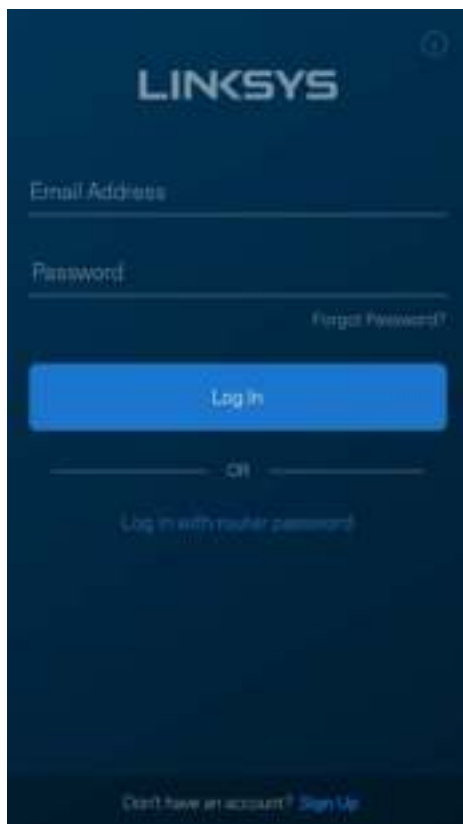 LINKSYS
Email Address
Password
Forgot Password?
Log In
OR
Log in with router password
Don't have an account? Sign Up